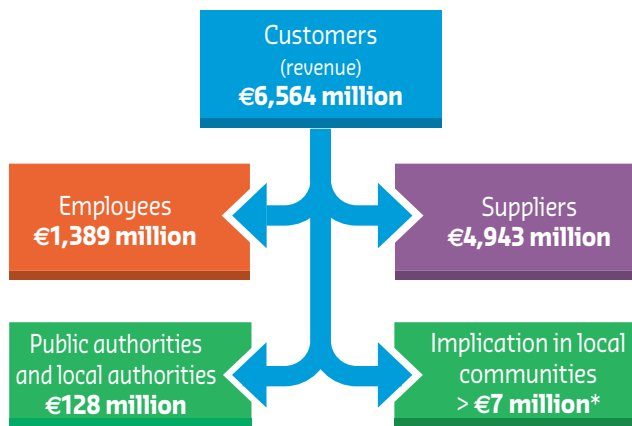 Customers
(revenue)
€6,564 million
Employees
€1,389 million
Suppliers
€4,943 million
Public authorities
and local authorities
€128 million
Implication in local
communities
> €7 million*